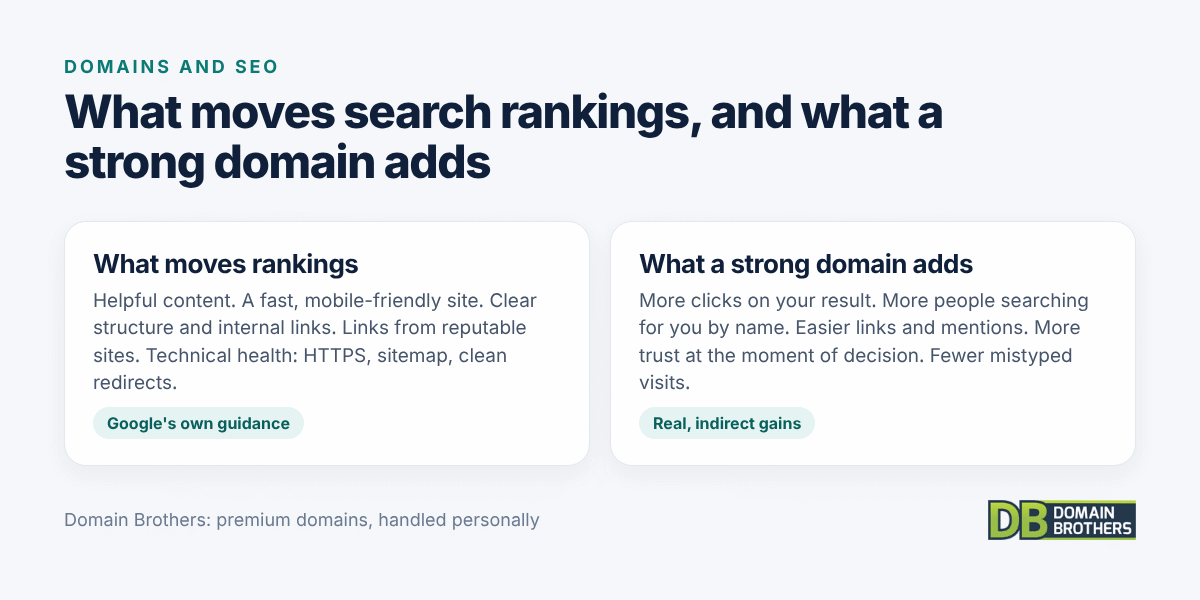 DOMAINS AND SEO
What moves search rankings, and what a
strong domain adds
What moves rankings
Helpful content. A fast, mobile-friendly site. Clear
structure and internal links. Links from reputable
sites. Technical health: HTTPS, sitemap, clean
redirects.
Google's own guidance
What a strong domain adds
More clicks on your result. More people searching
for you by name. Easier links and mentions. More
trust at the moment of decision. Fewer mistyped
visits.
Real, indirect gains
Domain Brothers: premium domains, handled personally
DB DOMAIN
BROTHERS